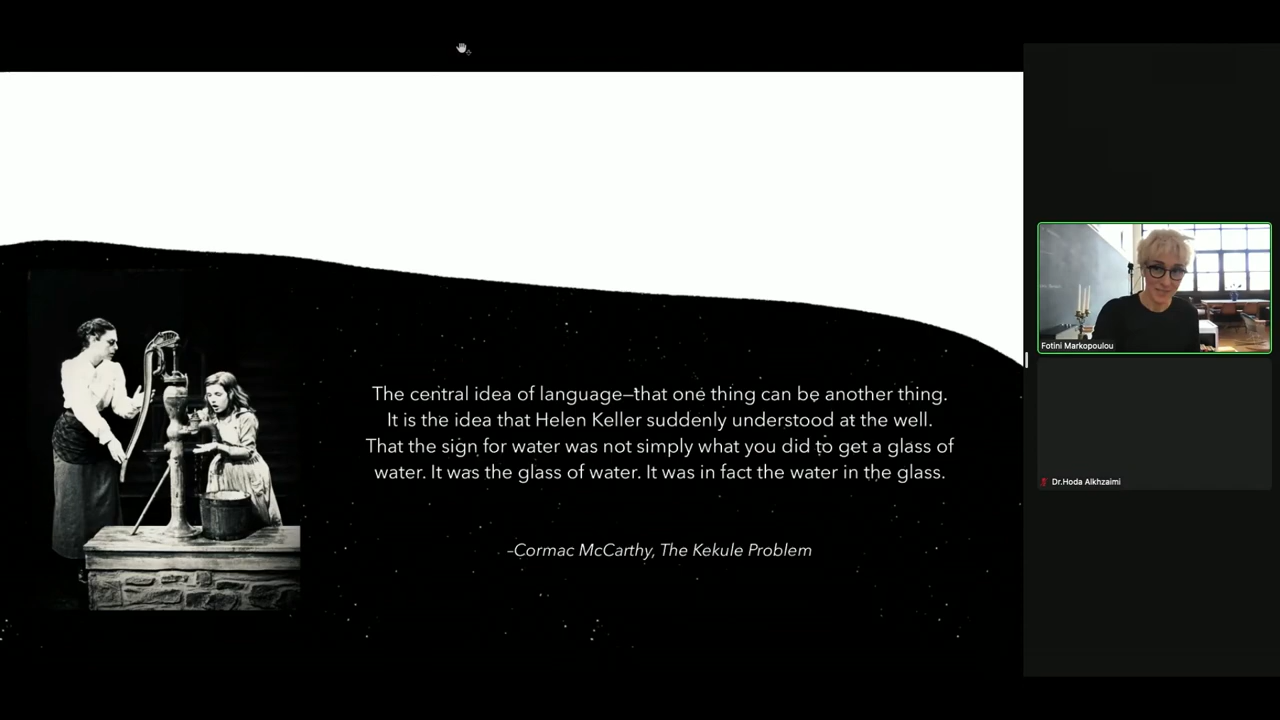 The central idea of language—that one thing can be another thing.
It is the idea that Helen Keller suddenly understood at the well.
That the sign for water was not simply what you did to get a glass of
water. It was the glass of water. It was in fact the water in the glass.
–Cormac McCarthy, The Kekule Problem
Fotini Markopoulou
Dr.Hoda Alkhzaimi